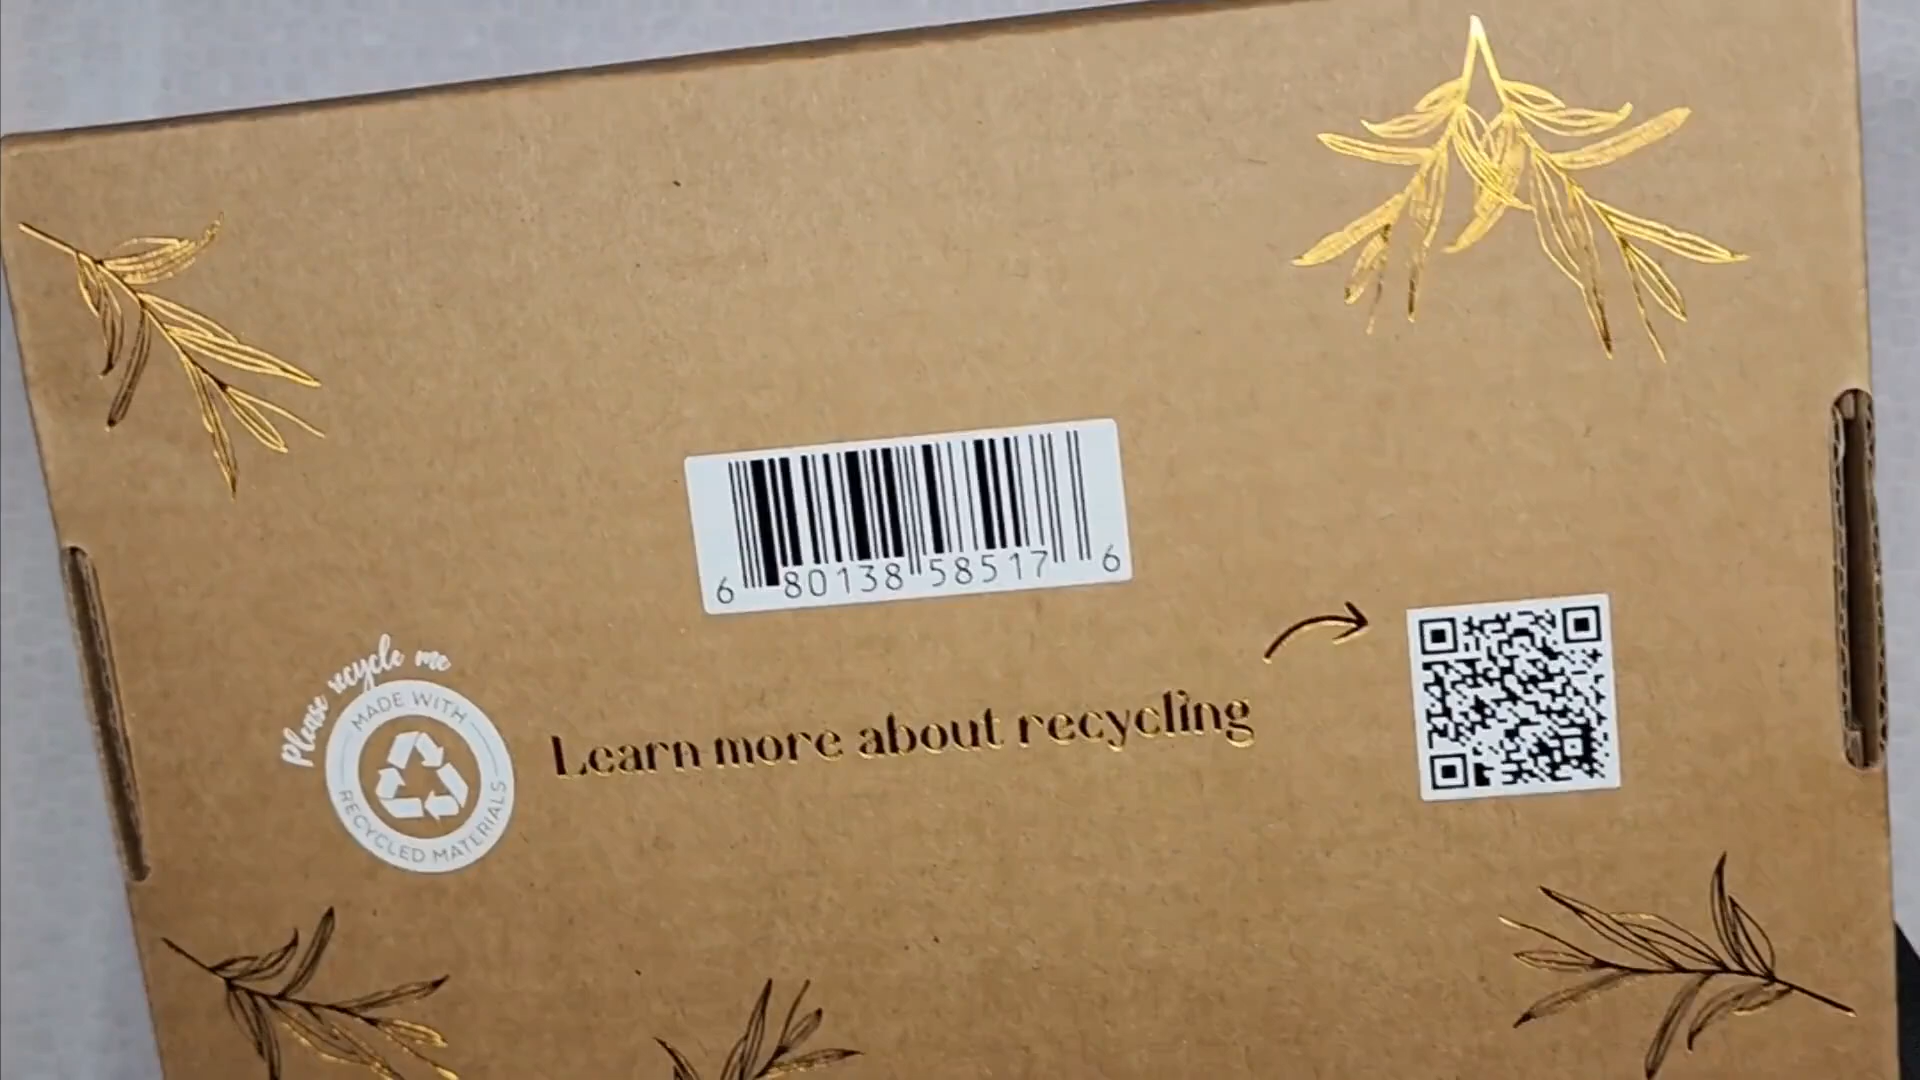 6 80138 58517 6
Please recycle me
MADE WITH
RECYCLED MATERIALS
Learn more about recycling